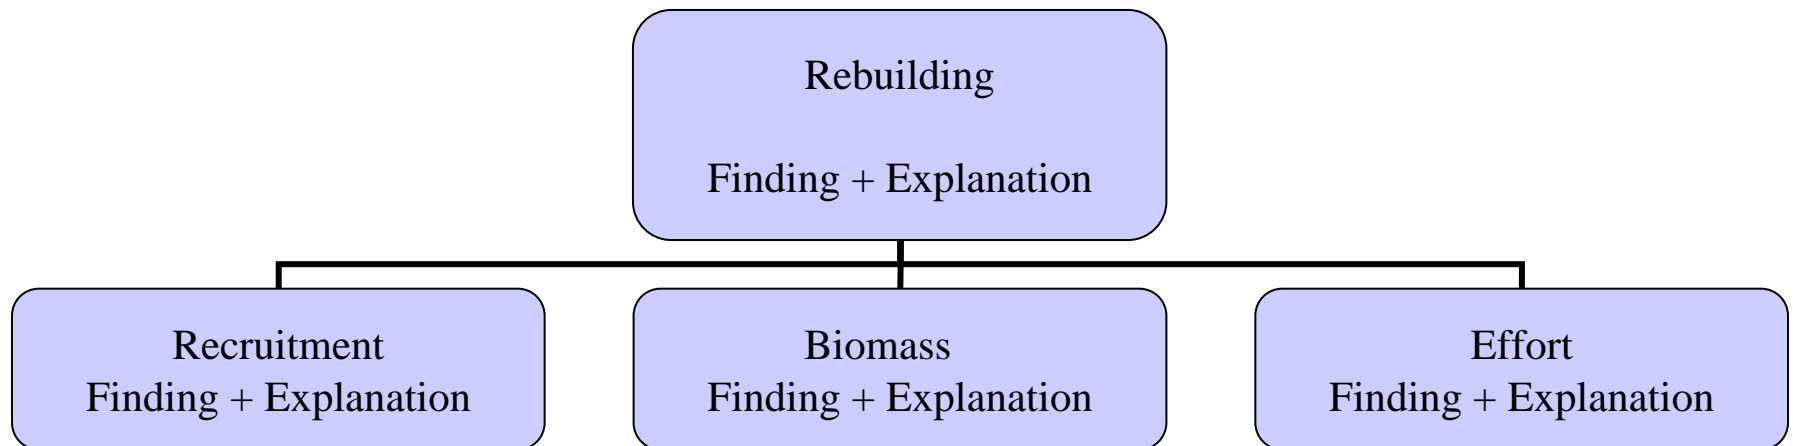 Rebuilding
Finding + Explanation
Recruitment
Finding + Explanation
Biomass
Finding + Explanation
Effort
Finding + Explanation